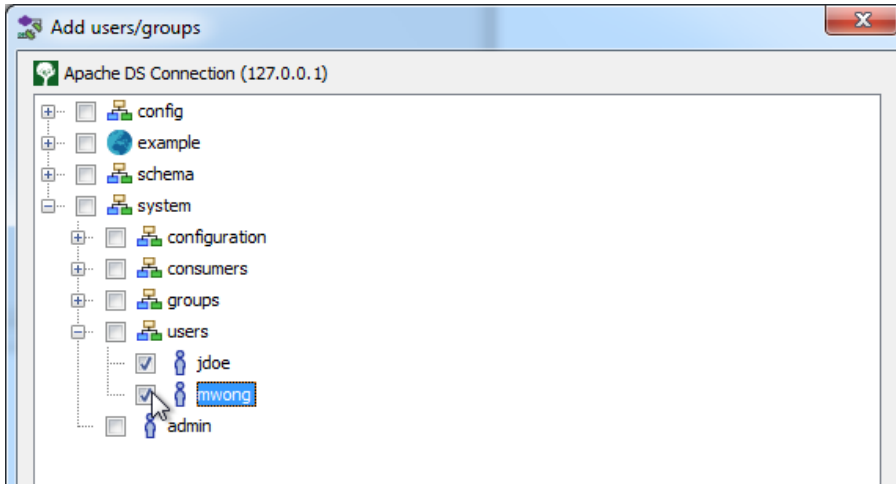 Add users/groups
Apache DS Connection (127.0.0.1)
config
example
schema
system
configuration
consumers
groups
users
jdoe
mwong
admin